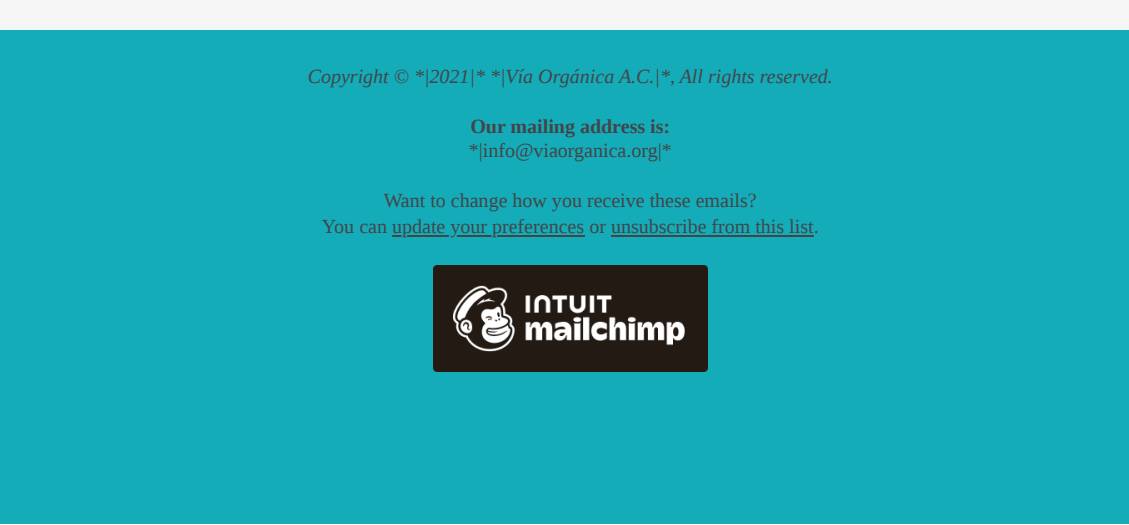 Copyright © *|2021|* *|Vía Orgánica A.C.|*, All rights reserved.
Our mailing address is:
*|info@viaorganica.org|*
Want to change how you receive these emails?
You can update your preferences or unsubscribe from this list.
INTUIT
mailchimp